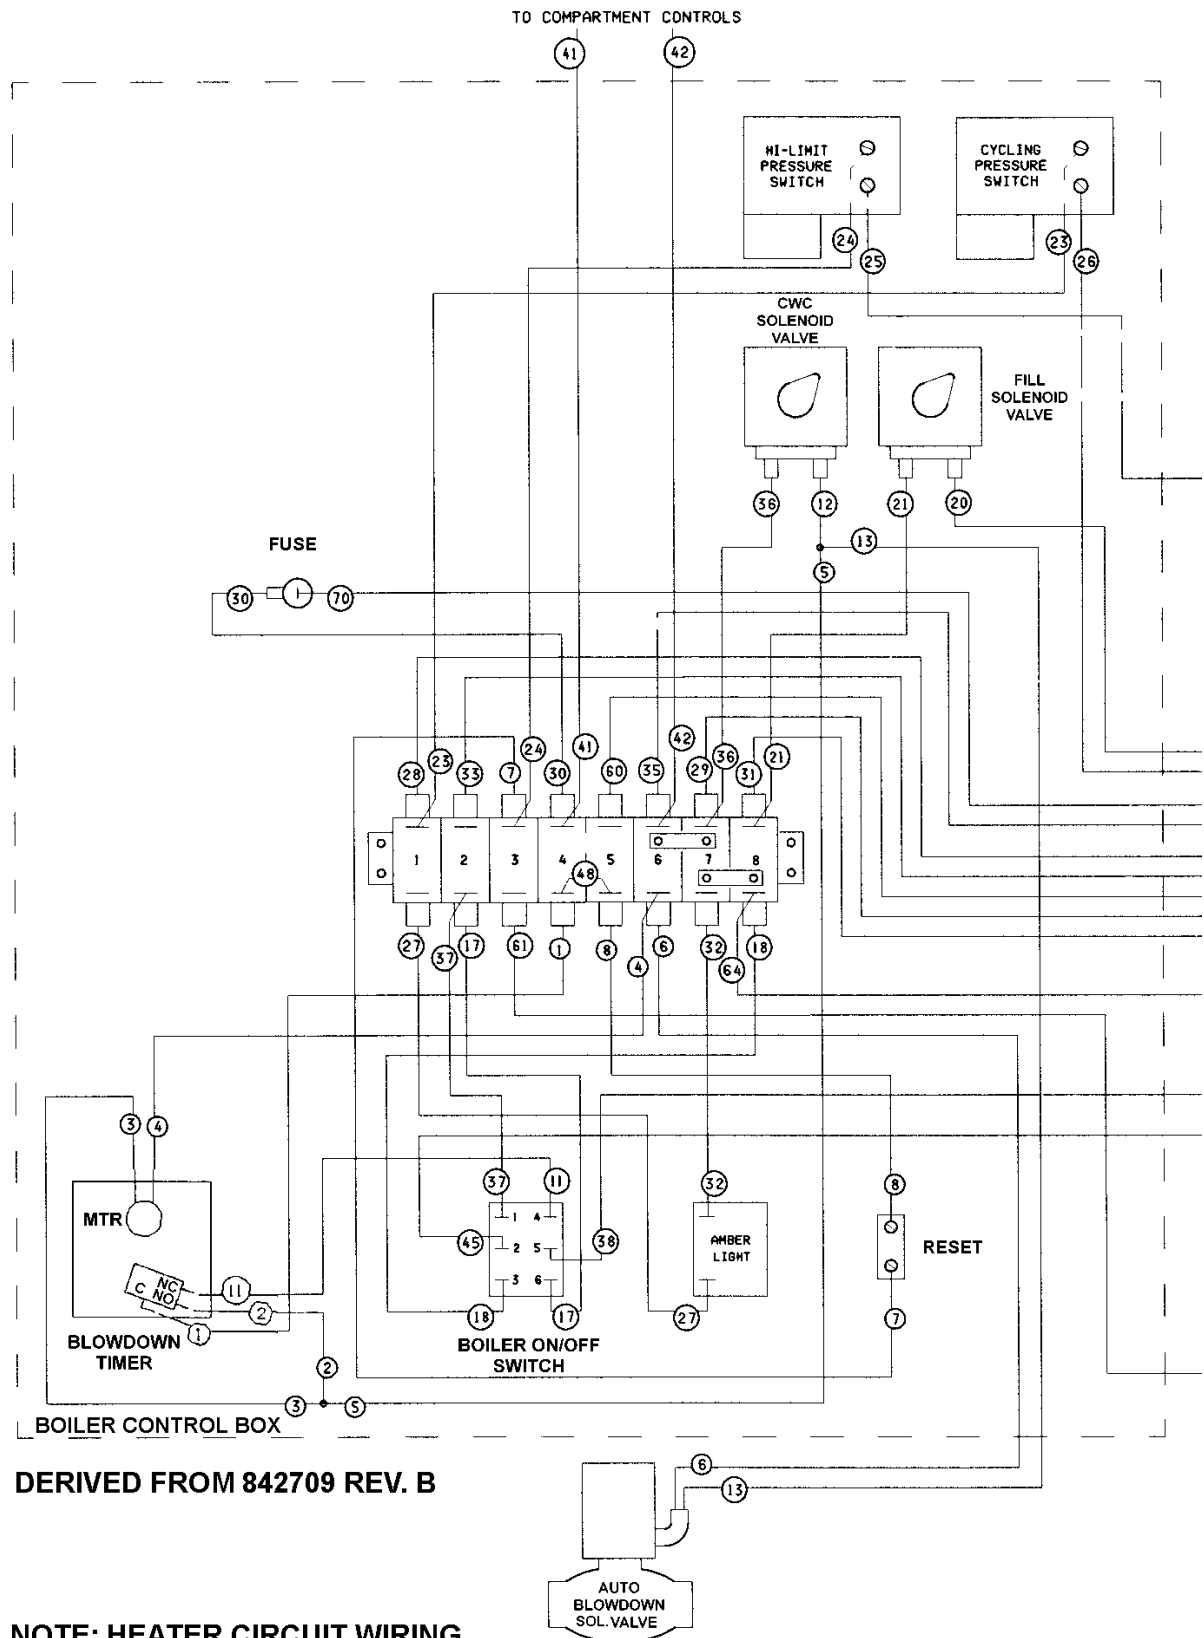 TO COMPARTMENT CONTROLS
41
42
HI-LIMIT
PRESSURE
SWITCH
CYCLING
PRESSURE
SWITCH
24
25
23
26
CWC
SOLENOID
VALVE
FILL
SOLENOID
VALVE
36
12
21
20
13
5
FUSE
30
70
28
23
33
7
24
30
41
60
35
42
29
36
31
21
1
2
3
4
5
6
7
8
48
27
37
17
61
1
8
4
6
32
64
18
3
4
MTR
C
NC
NO
11
2
1
BLOWDOWN
TIMER
2
3
5
37
11
1 4
2 5
3 6
45
38
18
17
BOILER ON/OFF
SWITCH
32
AMBER
LIGHT
27
8
RESET
7
BOILER CONTROL BOX
DERIVED FROM 842709 REV. B
6
13
AUTO
BLOWDOWN
SOL. VALVE
NOTE: HEATER CIRCUIT WIRING